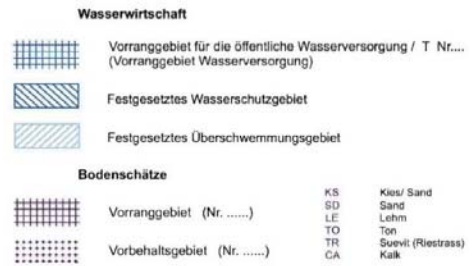 Wasserwirtschaft
Vorranggebiet für die öffentliche Wasserversorgung / T Nr....
(Vorranggebiet Wasserversorgung)
Festgesetztes Wasserschutzgebiet
Festgesetztes Überschwemmungsgebiet
Bodenschätze
Vorranggebiet (Nr. ......)
Vorbehaltsgebiet (Nr. ......)
KS Kies/ Sand
SD Sand
LE Lehm
TO Ton
TR Suevit (Riestrass)
CA Kalk